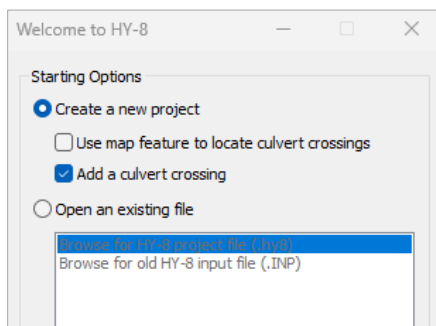 Welcome to HY-8
Starting Options
Create a new project
Use map feature to locate culvert crossings
Add a culvert crossing
Open an existing file
Browse for HY-8 project file (.hy8)
Browse for old HY-8 input file (.INP)